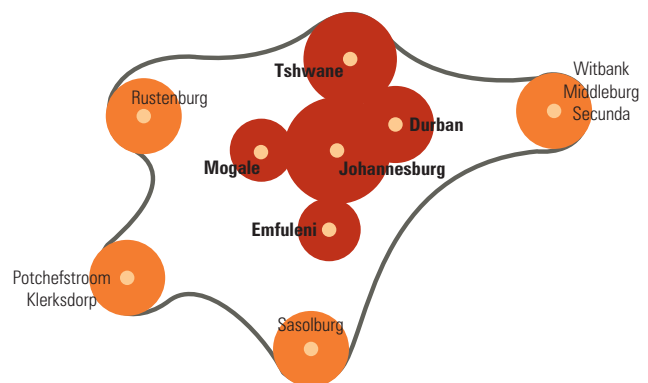 Tshwane
Witbank
Middleburg
Secunda
Rustenburg
Durban
Mogale
Johannesburg
Emfuleni
Potchefstroom
Klerksdorp
Sasolburg